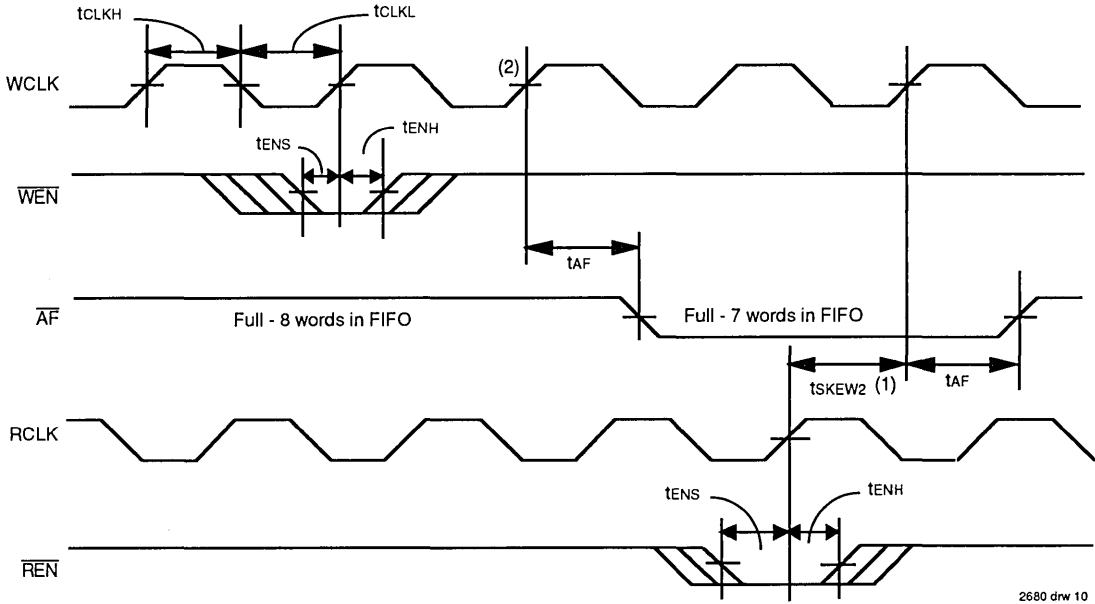 tCLKH
tCLKL
WCLK
(2)
tENS
tENH
WEN
tAF
AF
Full - 8 words in FIFO
Full - 7 words in FIFO
tSKEW2 (1)
tAF
RCLK
tENS
tENH
REN
2680 drw 10